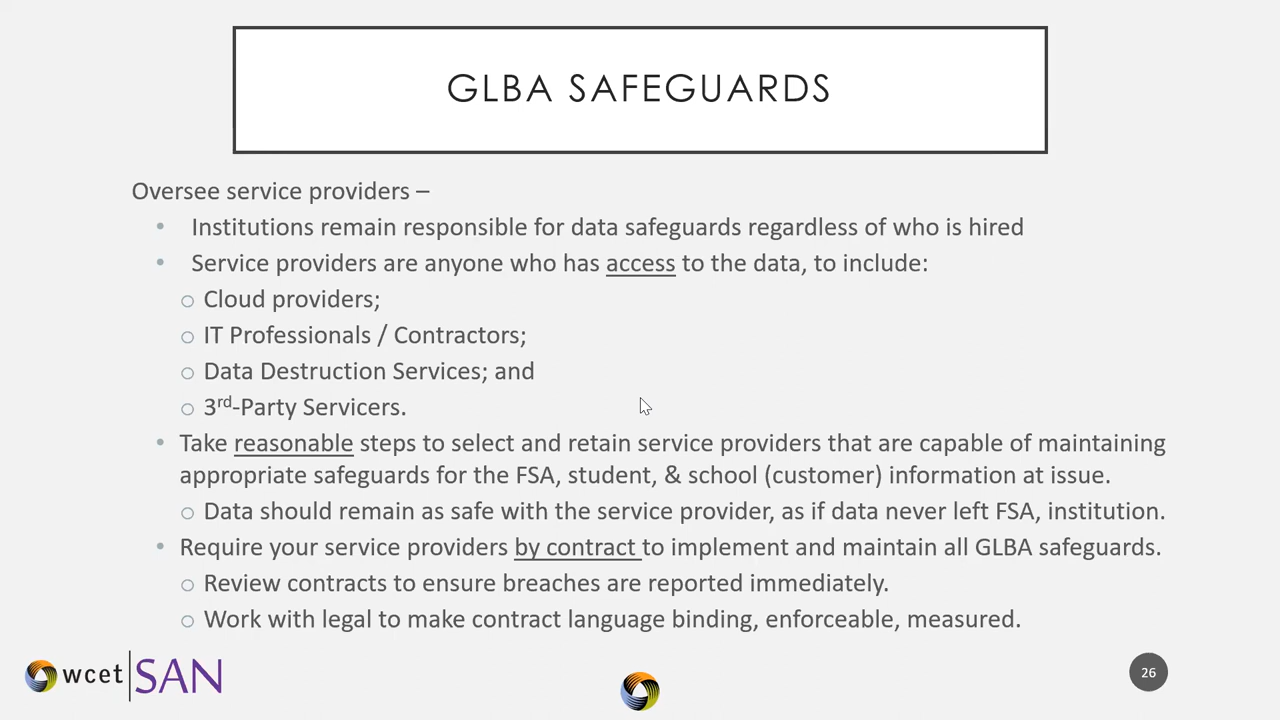 GLBA SAFEGUARDS
Oversee service providers –
• Institutions remain responsible for data safeguards regardless of who is hired
• Service providers are anyone who has access to the data, to include:
○ Cloud providers;
○ IT Professionals / Contractors;
○ Data Destruction Services; and
○ 3rd-Party Servicers.
• Take reasonable steps to select and retain service providers that are capable of maintaining
appropriate safeguards for the FSA, student, & school (customer) information at issue.
○ Data should remain as safe with the service provider, as if data never left FSA, institution.
• Require your service providers by contract to implement and maintain all GLBA safeguards.
○ Review contracts to ensure breaches are reported immediately.
○ Work with legal to make contract language binding, enforceable, measured.
wcet SAN
26